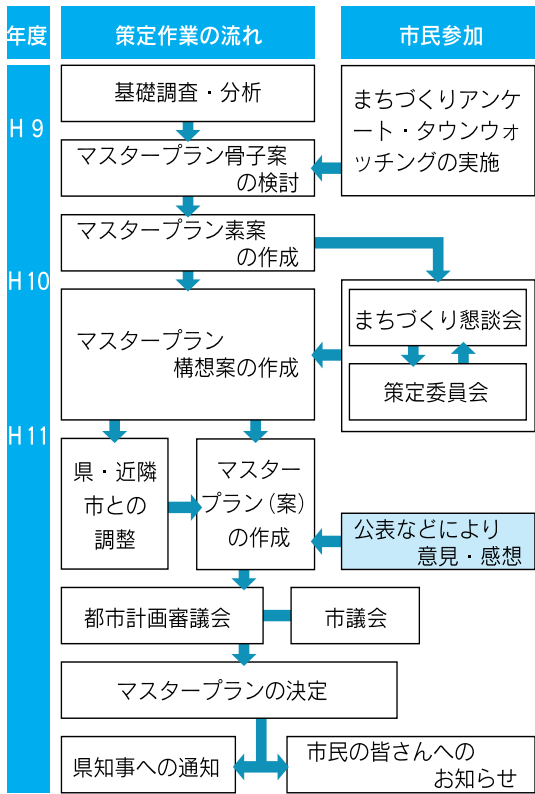 年度
策定作業の流れ
市民参加
H9
基礎調査・分析
マスタープラン骨子案
の検討
まちづくりアンケ
ート・タウンウォ
ッチングの実施
マスタープラン素案
の作成
H10
マスタープラン
構想案の作成
まちづくり懇談会
策定委員会
H11
県・近隣
市との
調整
マスター
プラン(案)
の作成
公表などにより
意見・感想
都市計画審議会
市議会
マスタープランの決定
県知事への通知
市民の皆さんへの
お知らせ